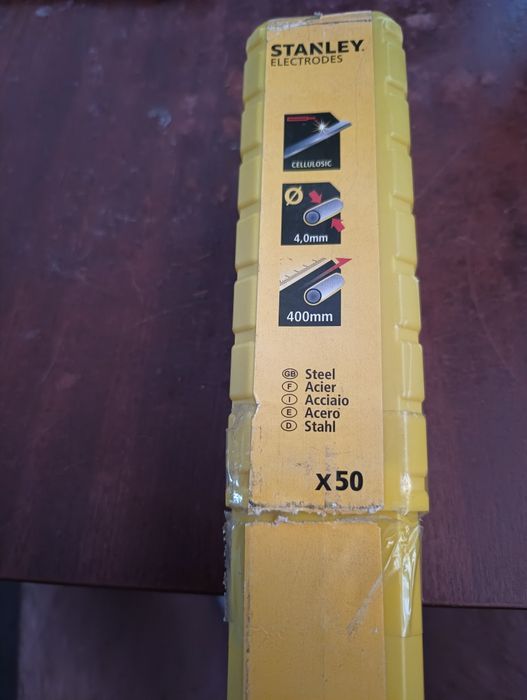 STANLEY.
ELECTRODES
CELLULOSIC
Ø
4,0mm
400mm
GB Steel
F Acier
I Acciaio
E Acero
D Stahl
x50